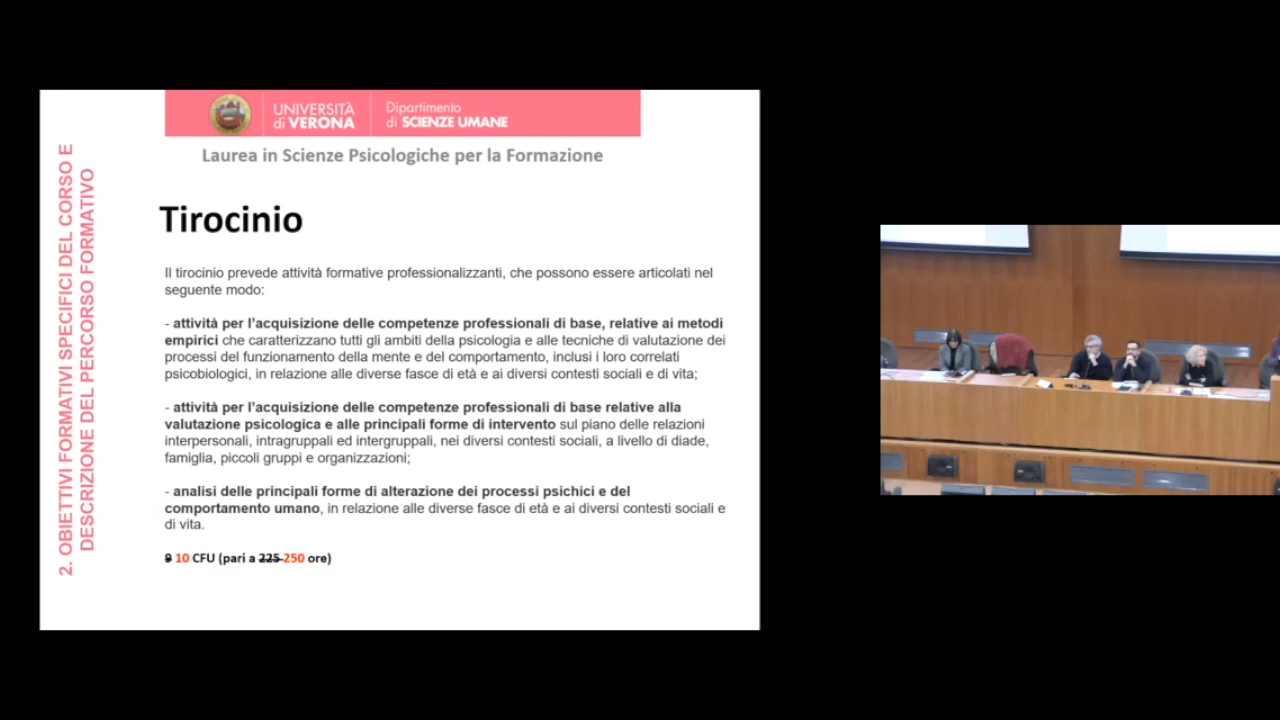 UNIVERSITÀ
di VERONA
Dipartimento
di SCIENZE UMANE
Laurea in Scienze Psicologiche per la Formazione
2. OBIETTIVI FORMATIVI SPECIFICI DEL CORSO E
DESCRIZIONE DEL PERCORSO FORMATIVO
Tirocinio
Il tirocinio prevede attività formative professionalizzanti, che possono essere articolati nel
seguente modo:
- attività per l'acquisizione delle competenze professionali di base, relative ai metodi
empirici che caratterizzano tutti gli ambiti della psicologia e alle tecniche di valutazione dei
processi del funzionamento della mente e del comportamento, inclusi i loro correlati
psicobiologici, in relazione alle diverse fasce di età e ai diversi contesti sociali e di vita;
- attività per l'acquisizione delle competenze professionali di base relative alla
valutazione psicologica e alle principali forme di intervento sul piano delle relazioni
interpersonali, intragruppali ed intergruppali, nei diversi contesti sociali, a livello di diade,
famiglia, piccoli gruppi e organizzazioni;
- analisi delle principali forme di alterazione dei processi psichici e del
comportamento umano, in relazione alle diverse fasce di età e ai diversi contesti sociali e
di vita.
9 10 CFU (pari a 225 250 ore)